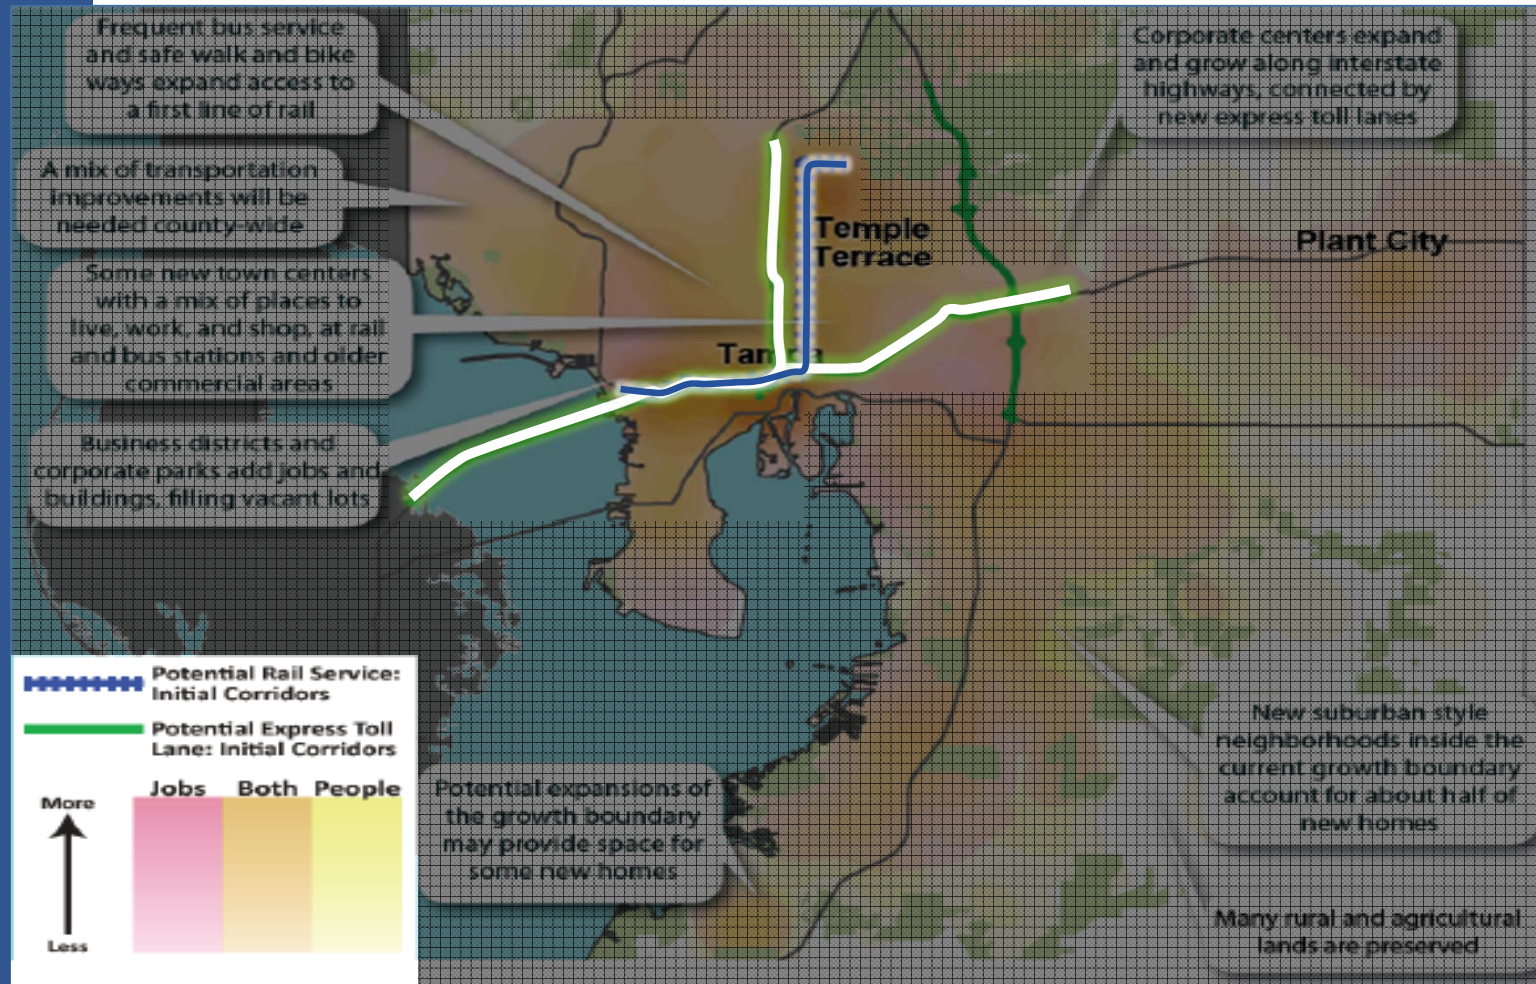 Frequent bus service
and safe walk and bike
ways expand access to
a first line of rail
Corporate centers expand
and grow along interstate
highways, connected by
new express toll lanes
A mix of transportation
improvements will be
needed county-wide
Temple
Terrace
Plant City
Some new town centers
with a mix of places to
live, work, and shop, at rail
and bus stations and older
commercial areas
Tampa
Business districts and
corporate parks add jobs and
buildings, filling vacant lots
Potential Rail Service:
Initial Corridors
Potential Express Toll
Lane: Initial Corridors
Jobs Both People
More
Less
Potential expansions of
the growth boundary
may provide space for
some new homes
New suburban style
neighborhoods inside the
current growth boundary
account for about half of
new homes
Many rural and agricultural
lands are preserved